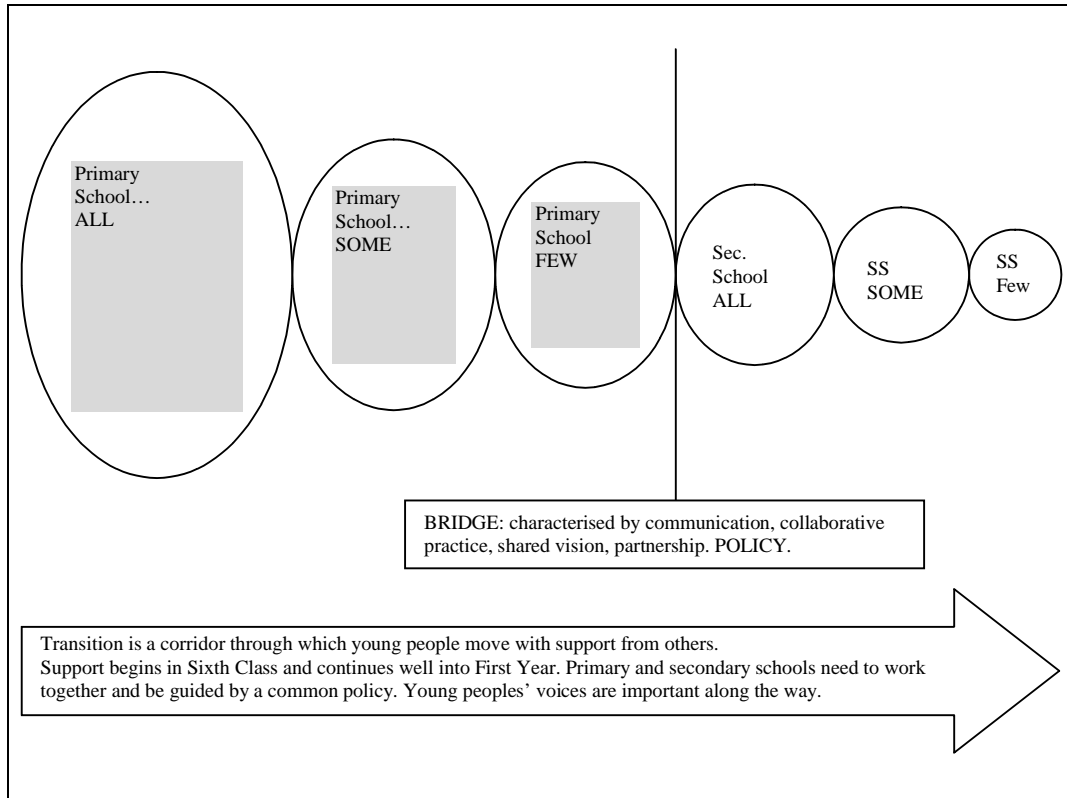 Primary
School…
ALL
Primary
School…
SOME
Primary
School
FEW
Sec.
School
ALL
SS
SOME
SS
Few
BRIDGE: characterised by communication, collaborative
practice, shared vision, partnership. POLICY.
Transition is a corridor through which young people move with support from others.
Support begins in Sixth Class and continues well into First Year. Primary and secondary schools need to work
together and be guided by a common policy. Young peoples’ voices are important along the way.